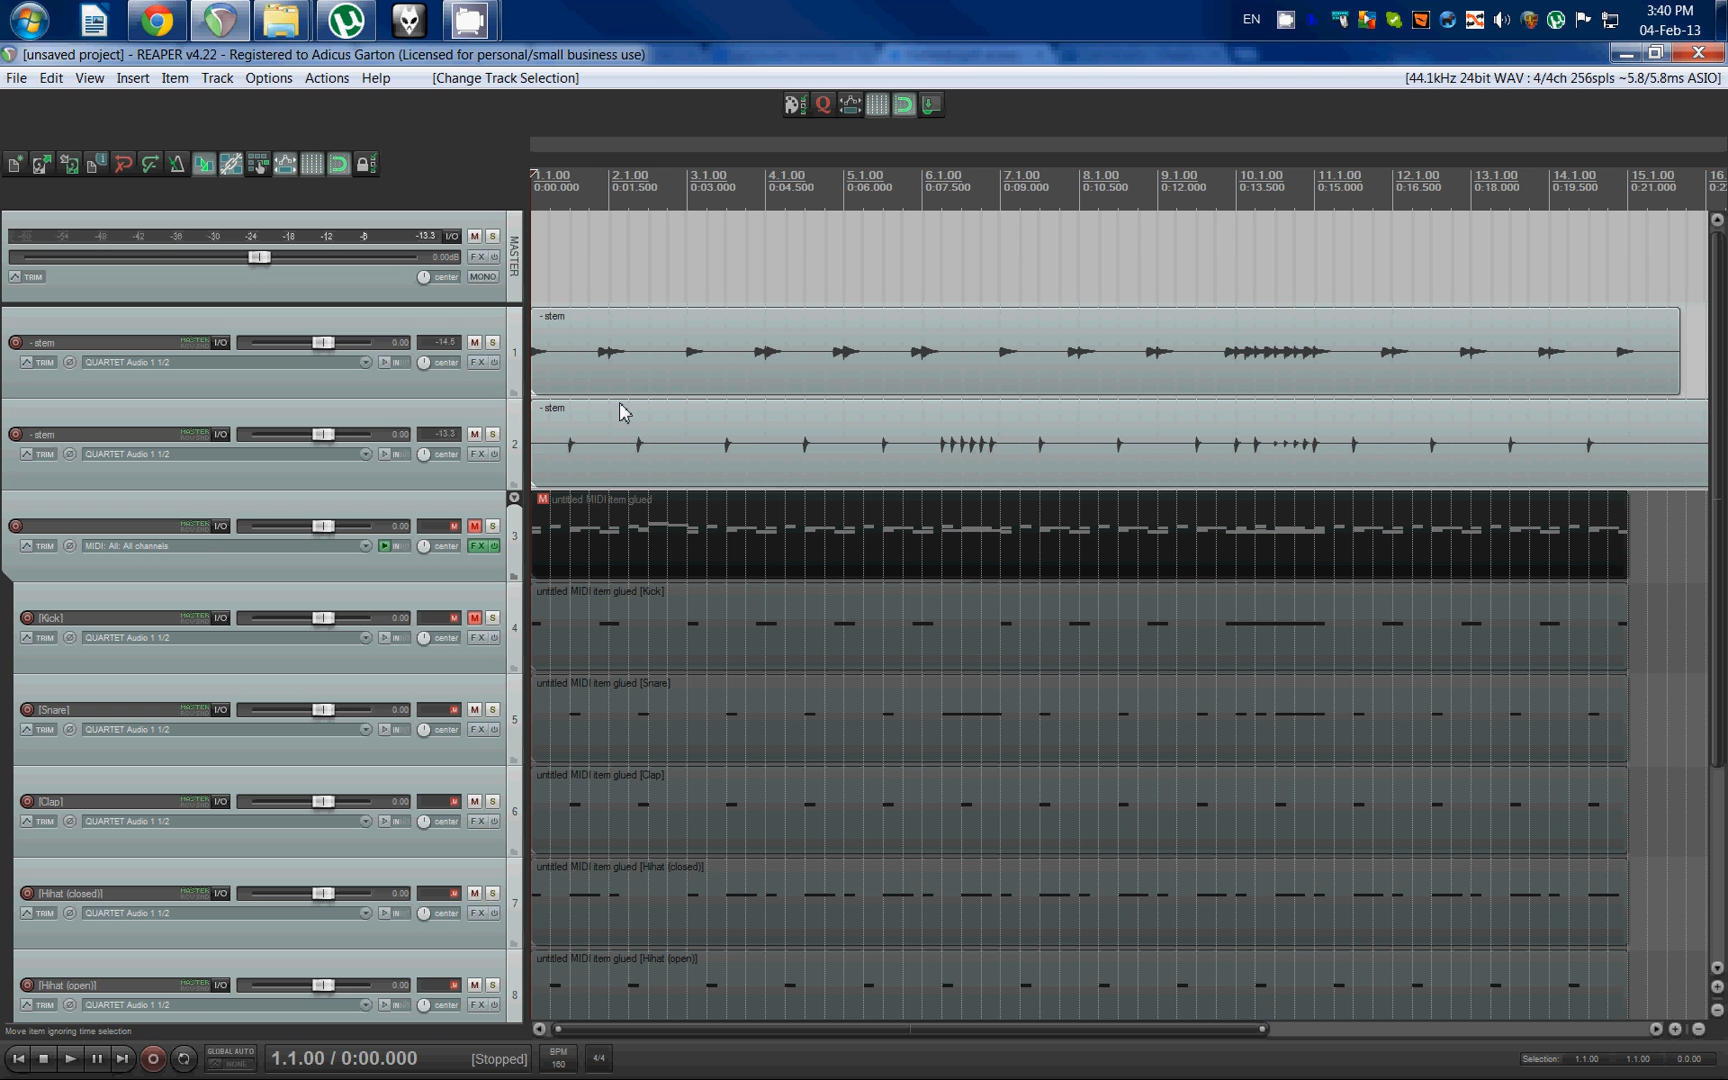 EN
3:40 PM
04-Feb-13
[unsaved project] - REAPER v4.22 - Registered to Adicus Garton (Licensed for personal/small business use)
File Edit View Insert Item Track Options Actions Help [Change Track Selection]
[44.1kHz 24bit WAV : 4/4ch 256spls ~5.8/5.8ms ASIO]
1.1.00 2.1.00 3.1.00 4.1.00 5.1.00 6.1.00 7.1.00 8.1.00 9.1.00 10.1.00 11.1.00 12.1.00 13.1.00 14.1.00 15.1.00 16.
0:00.000 0:01.500 0:03.000 0:04.500 0:06.000 0:07.500 0:09.000 0:10.500 0:12.000 0:13.500 0:15.000 0:16.500 0:18.000 0:19.500 0:21.000 0:2
-54 -48 -42 -36 -30 -24 -18 -12 -6 -13.3 I/O M S
MASTER
0.00dB FX
TRIM center MONO
- stem MASTER I/O 0.00 -14.5 M S
TRIM QUARTET Audio 1 1/2 IN center FX
1
- stem
- stem MASTER I/O 0.00 -13.3 M S
TRIM QUARTET Audio 1 1/2 IN center FX
2
- stem
MASTER I/O 0.00 M M S
TRIM MIDI: All: All channels IN center FX
3
M untitled MIDI item glued
[Kick] MASTER I/O 0.00 M M S
TRIM QUARTET Audio 1 1/2 IN center FX
4
untitled MIDI item glued [Kick]
[Snare] MASTER I/O 0.00 M M S
TRIM QUARTET Audio 1 1/2 IN center FX
5
untitled MIDI item glued [Snare]
[Clap] MASTER I/O 0.00 M M S
TRIM QUARTET Audio 1 1/2 IN center FX
6
untitled MIDI item glued [Clap]
[Hihat (closed)] MASTER I/O 0.00 M M S
TRIM QUARTET Audio 1 1/2 IN center FX
7
untitled MIDI item glued [Hihat (closed)]
[Hihat (open)] MASTER I/O 0.00 M M S
TRIM QUARTET Audio 1 1/2 IN center FX
8
untitled MIDI item glued [Hihat (open)]
Move item ignoring time selection
GLOBAL AUTO
NONE
1.1.00 / 0:00.000 [Stopped]
BPM
160
4/4
Selection: 1.1.00 1.1.00 0.0.00